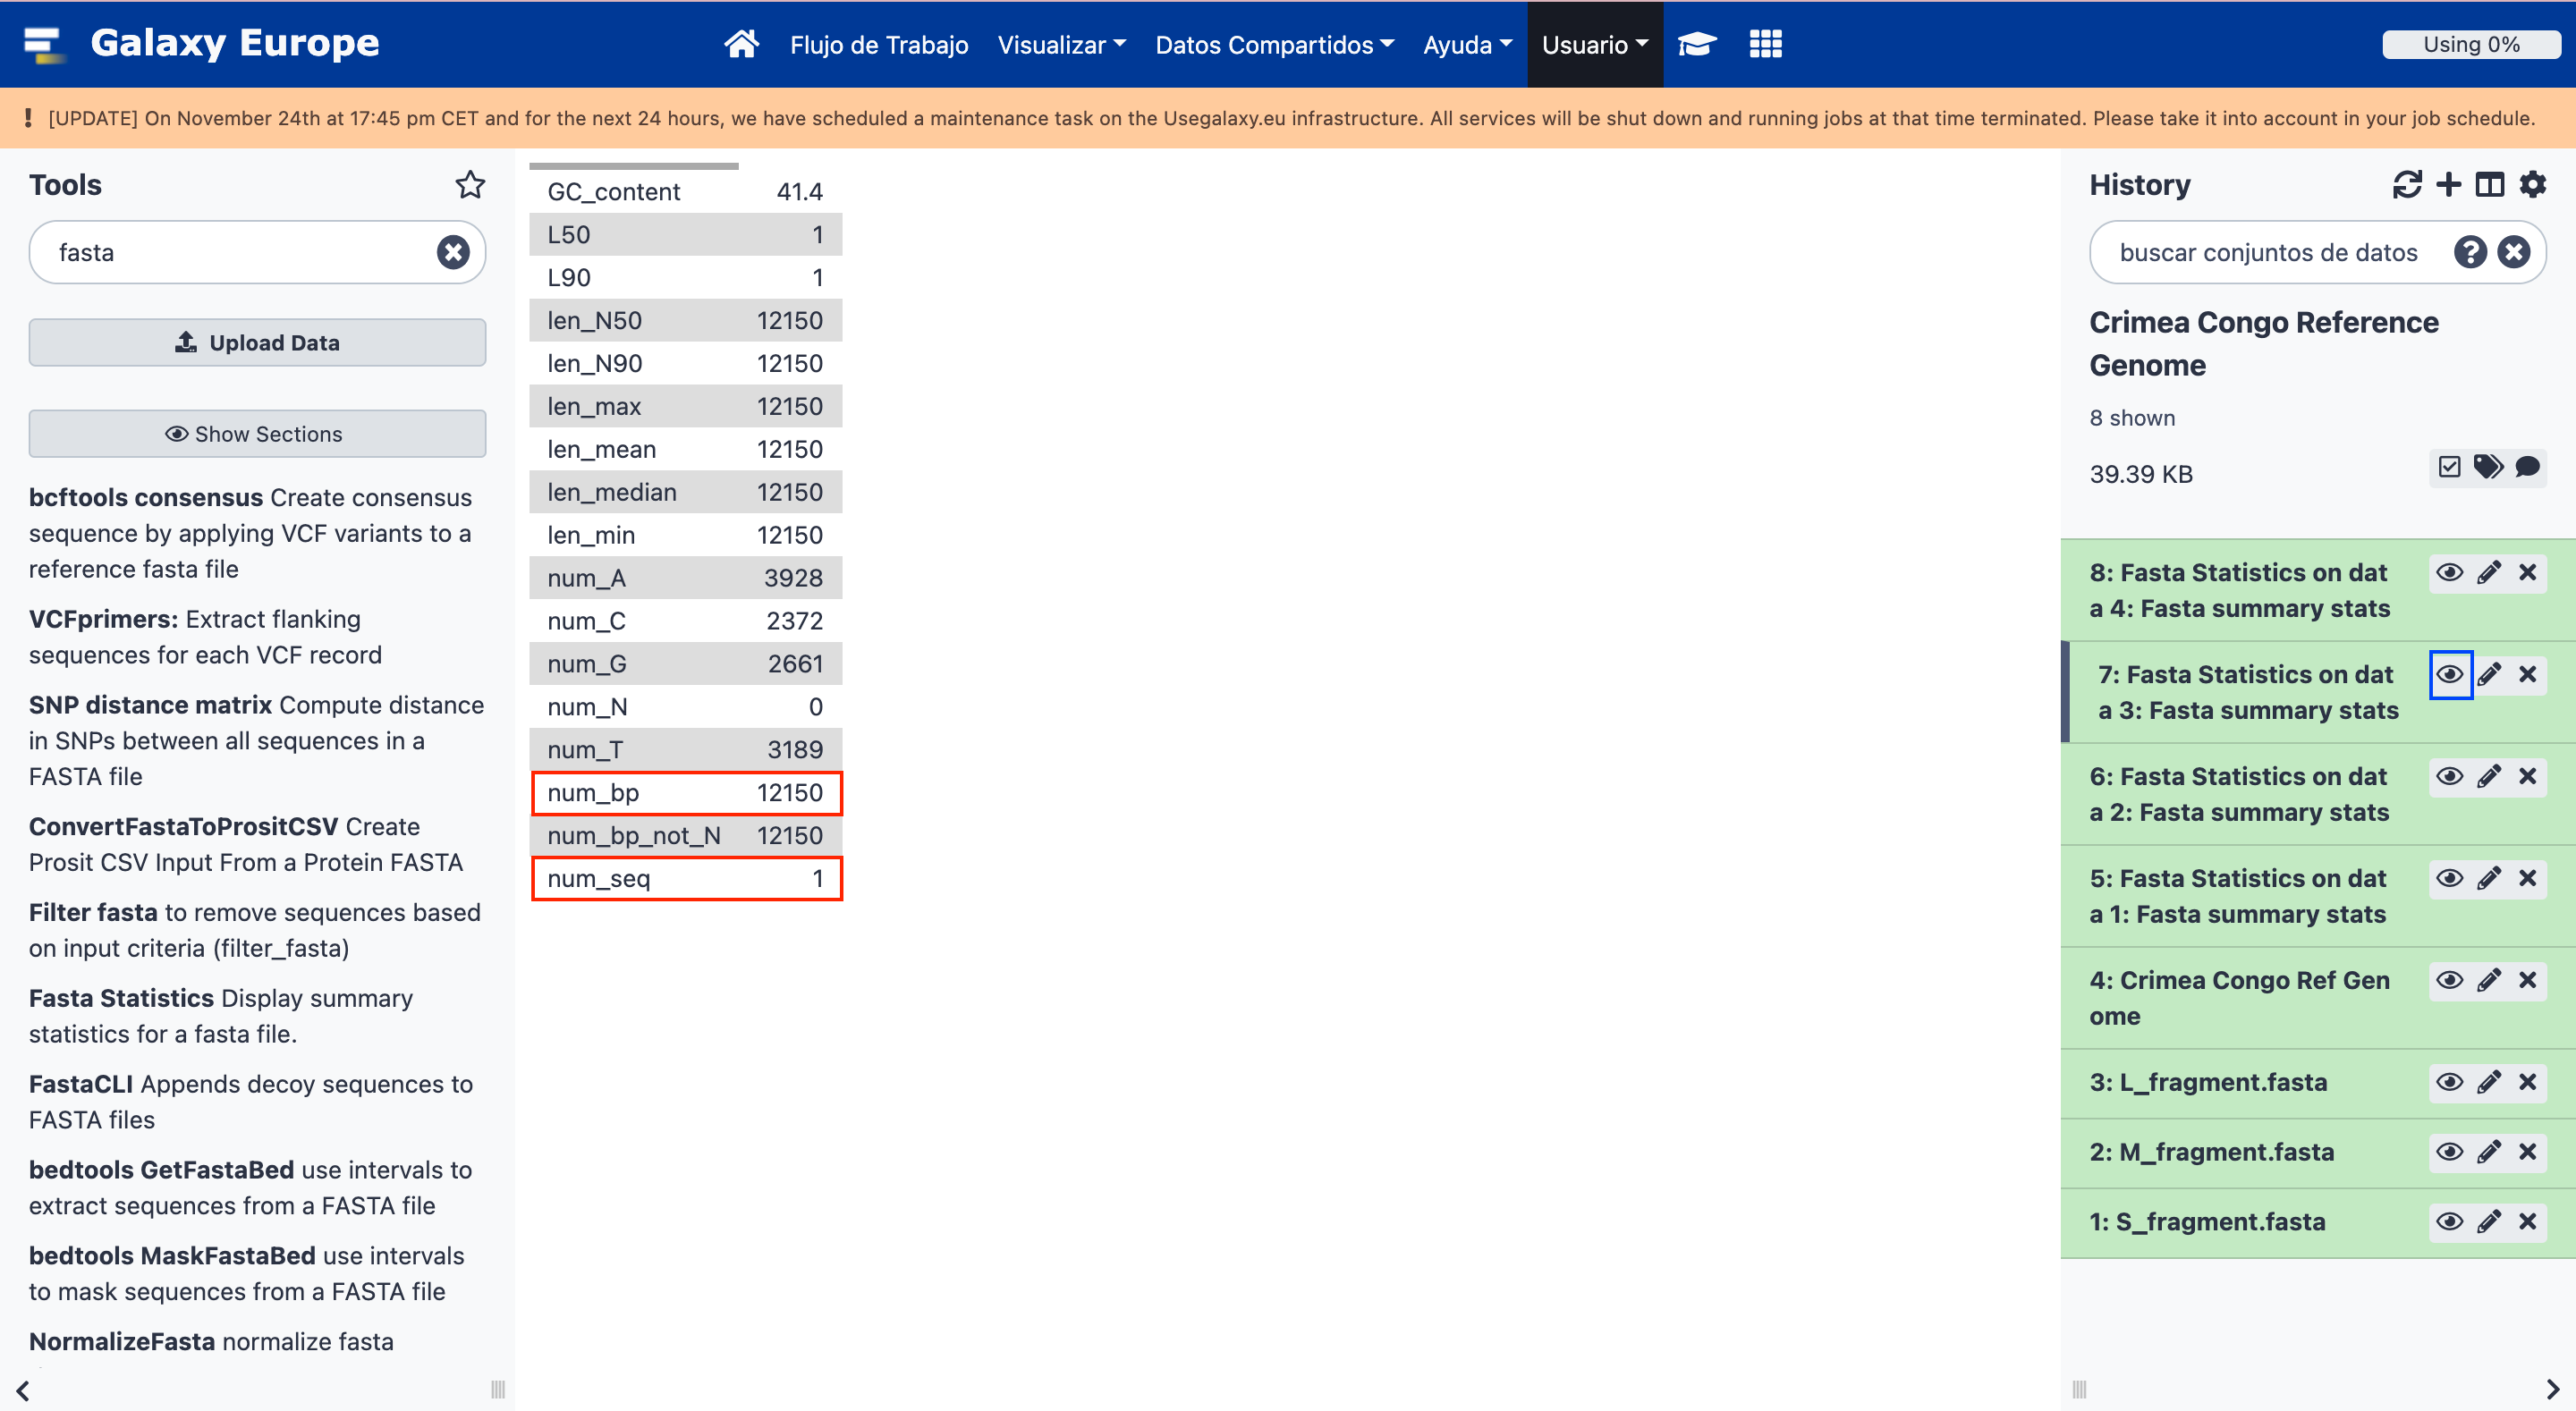 Galaxy Europe
Flujo de Trabajo Visualizar Datos Compartidos Ayuda Usuario
Using 0%
[UPDATE] On November 24th at 17:45 pm CET and for the next 24 hours, we have scheduled a maintenance task on the Usegalaxy.eu infrastructure. All services will be shut down and running jobs at that time terminated. Please take it into account in your job schedule.
Tools
fasta
Upload Data
Show Sections
bcftools consensus Create consensus
sequence by applying VCF variants to a
reference fasta file
VCFprimers: Extract flanking
sequences for each VCF record
SNP distance matrix Compute distance
in SNPs between all sequences in a
FASTA file
ConvertFastaToPrositCSV Create
Prosit CSV Input From a Protein FASTA
Filter fasta to remove sequences based
on input criteria (filter_fasta)
Fasta Statistics Display summary
statistics for a fasta file.
FastaCLI Appends decoy sequences to
FASTA files
bedtools GetFastaBed use intervals to
extract sequences from a FASTA file
bedtools MaskFastaBed use intervals
to mask sequences from a FASTA file
NormalizeFasta normalize fasta
GC_content 41.4
L50 1
L90 1
len_N50 12150
len_N90 12150
len_max 12150
len_mean 12150
len_median 12150
len_min 12150
num_A 3928
num_C 2372
num_G 2661
num_N 0
num_T 3189
num_bp 12150
num_bp_not_N 12150
num_seq 1
History
buscar conjuntos de datos
Crimea Congo Reference
Genome
8 shown
39.39 KB
8: Fasta Statistics on dat
a 4: Fasta summary stats
7: Fasta Statistics on dat
a 3: Fasta summary stats
6: Fasta Statistics on dat
a 2: Fasta summary stats
5: Fasta Statistics on dat
a 1: Fasta summary stats
4: Crimea Congo Ref Gen
ome
3: L_fragment.fasta
2: M_fragment.fasta
1: S_fragment.fasta